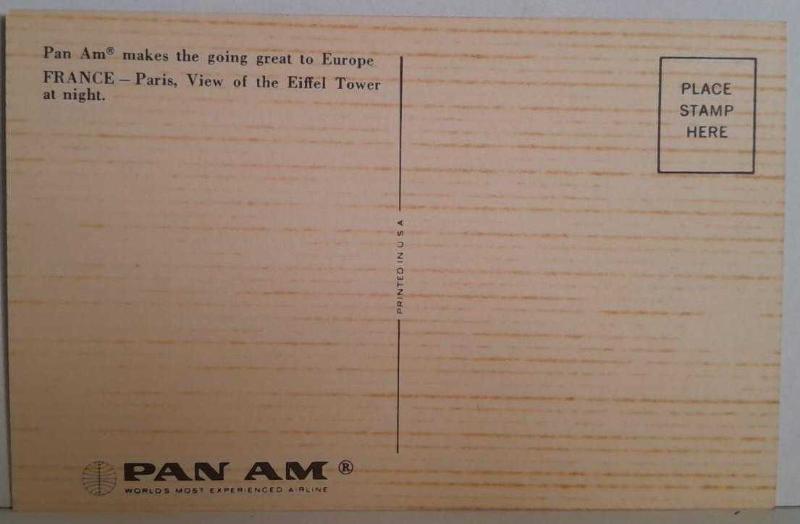 Pan Am® makes the going great to Europe
FRANCE – Paris, View of the Eiffel Tower
at night.
PLACE
STAMP
HERE
PRINTED IN U S A
PAN AM ®
WORLD'S MOST EXPERIENCED AIRLINE